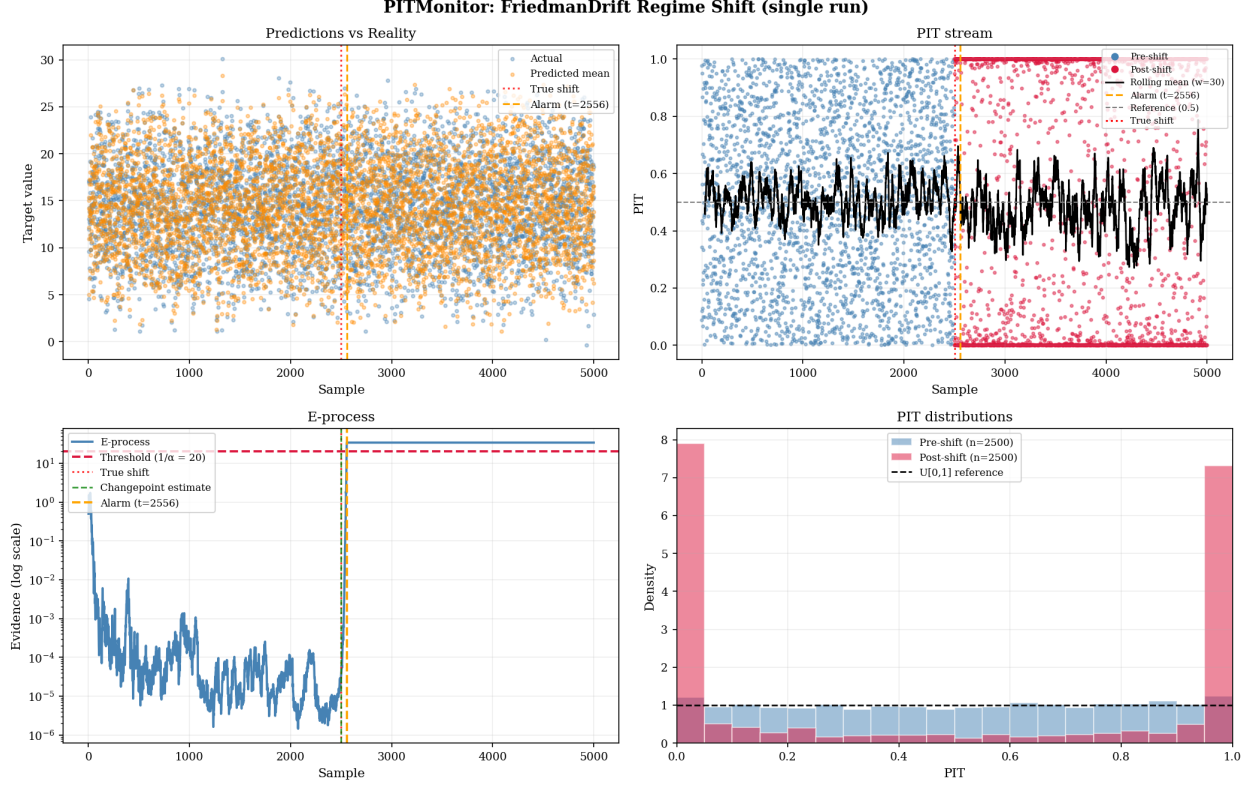 PITMonitor: FriedmanDrift Regime Shift (single run)
Predictions vs Reality
30
25
20
15
10
5
0
Target value
Actual
Predicted mean
True shift
Alarm (t=2556)
0 1000 2000 3000 4000 5000
Sample
PIT stream
1.0
0.8
0.6
0.4
0.2
0.0
PIT
Pre-shift
Post-shift
Rolling mean (w=30)
Alarm (t=2556)
Reference (0.5)
True shift
0 1000 2000 3000 4000 5000
Sample
E-process
10¹
10⁰
10⁻¹
10⁻²
10⁻³
10⁻⁴
10⁻⁵
10⁻⁶
Evidence (log scale)
E-process
Threshold (1/α = 20)
True shift
Changepoint estimate
Alarm (t=2556)
0 1000 2000 3000 4000 5000
Sample
PIT distributions
8
7
6
5
4
3
2
1
0
Density
Pre-shift (n=2500)
Post-shift (n=2500)
U[0,1] reference
0.0 0.2 0.4 0.6 0.8 1.0
PIT